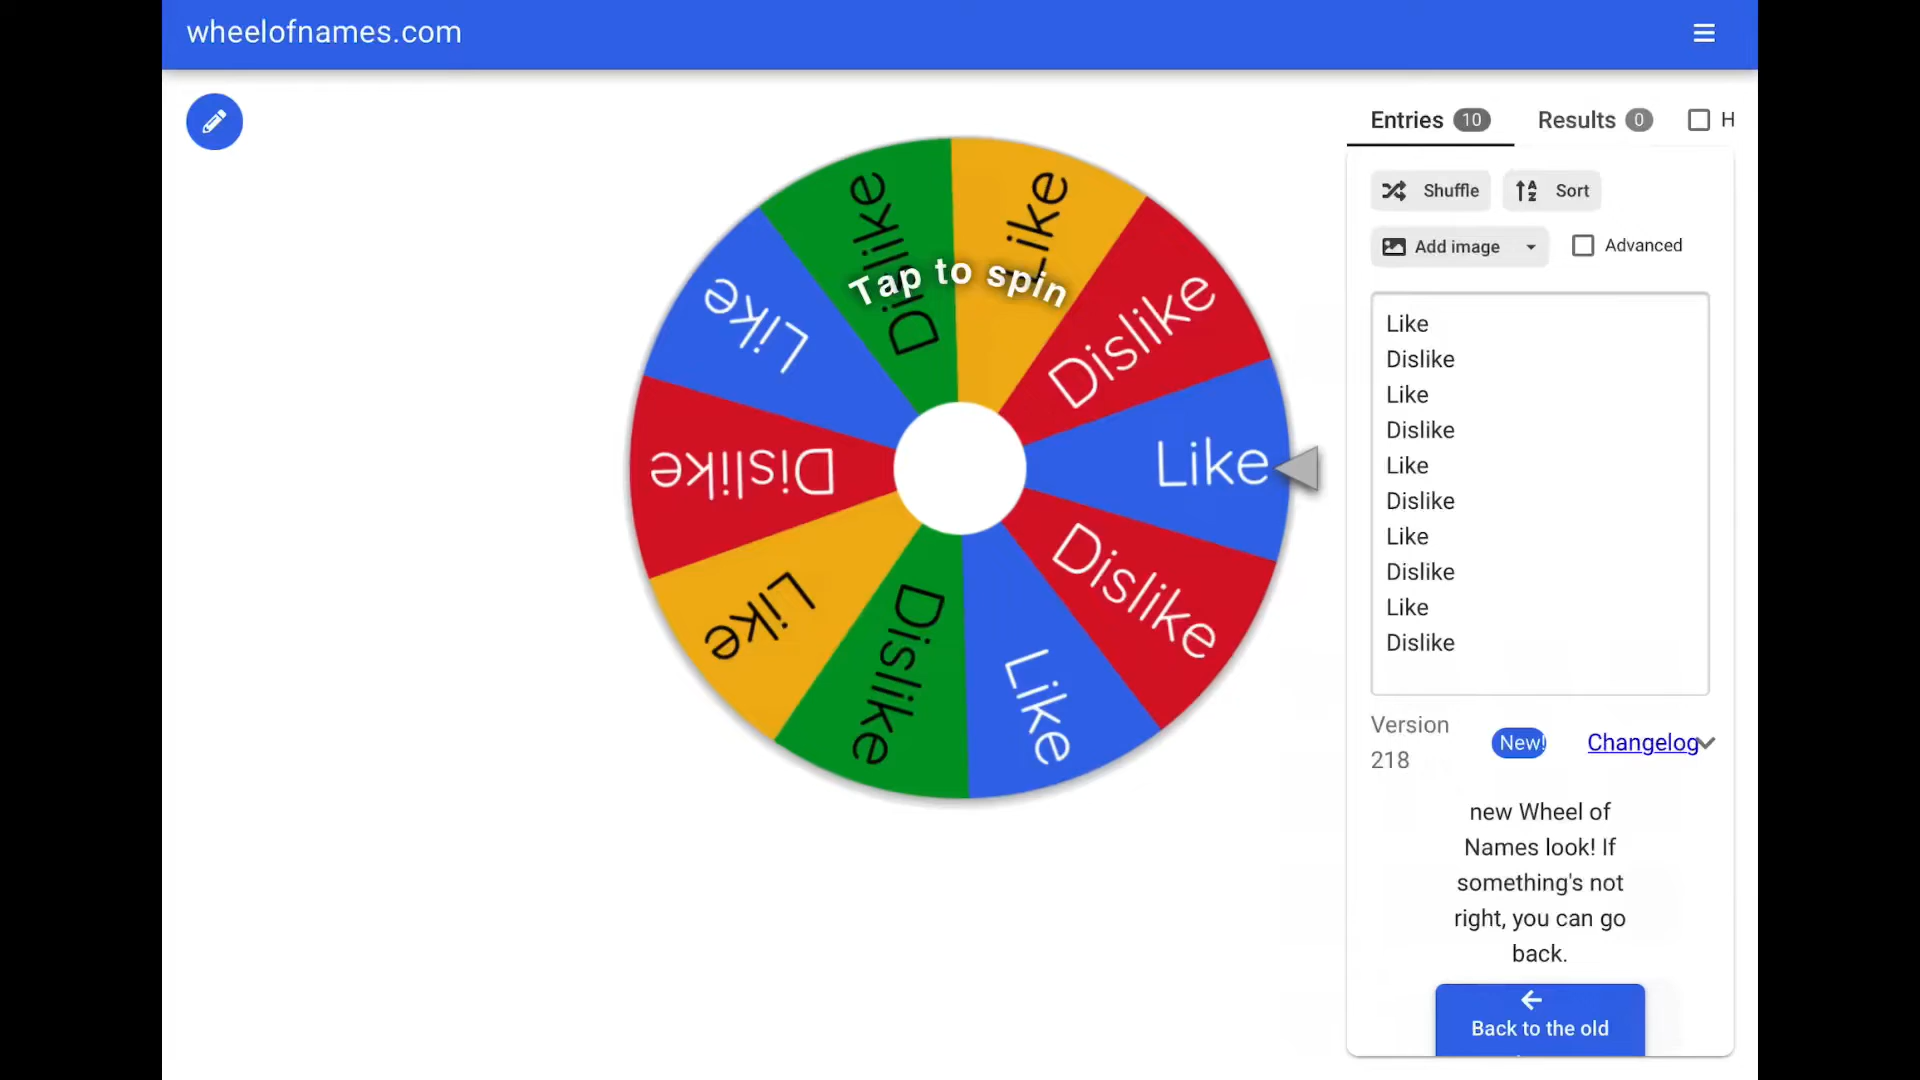 wheelofnames.com
Entries 10
Results 0
H
Shuffle
Sort
Add image
Advanced
Like
Dislike
Like
Dislike
Like
Dislike
Like
Dislike
Like
Dislike
Version
218
New!
Changelog
new Wheel of
Names look! If
something's not
right, you can go
back.
Back to the old
Tap to spin
Like
Dislike
Like
Dislike
Like
Dislike
Like
Dislike
Like
Dislike